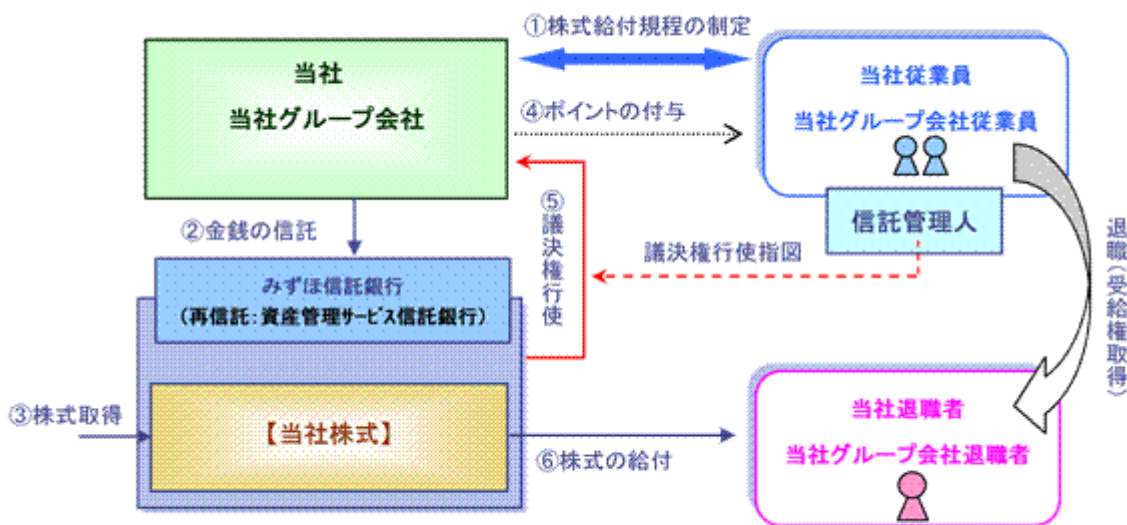 ①株式給付規程の制定
当社
当社グループ会社
④ポイントの付与
当社従業員
当社グループ会社従業員
信託管理人
②金銭の信託
⑤議決権行使
議決権行使指図
退職(受給権取得)
みずほ信託銀行
(再信託:資産管理サービス信託銀行)
③株式取得
【当社株式】
⑥株式の給付
当社退職者
当社グループ会社退職者